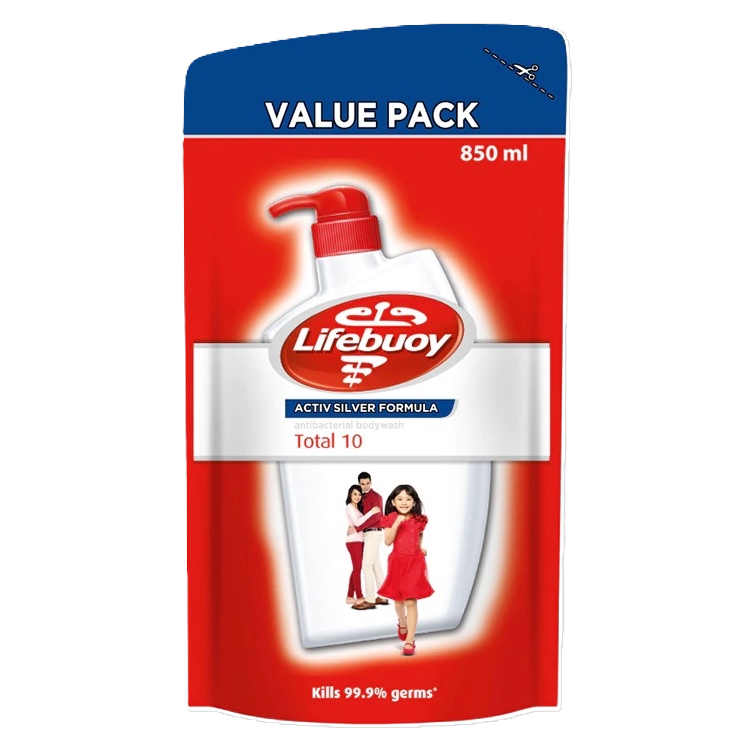 VALUE PACK
850 ml
Lifebuoy
ACTIV SILVER FORMULA
antibacterial bodywash
Total 10
Kills 99.9% germs*